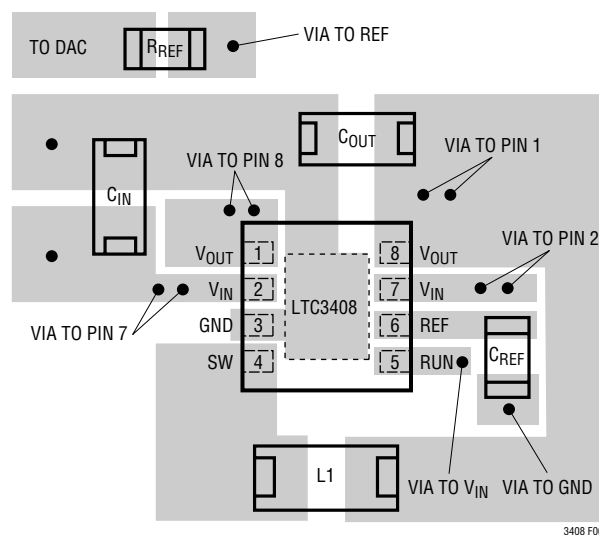 TO DAC
RREF
VIA TO REF
COUT
VIA TO PIN 1
VIA TO PIN 8
CIN
VOUT 1
8 VOUT
VIA TO PIN 2
VIN 2
LTC3408
7 VIN
VIA TO PIN 7
GND 3
6 REF
SW 4
5 RUN
CREF
L1
VIA TO VIN
VIA TO GND